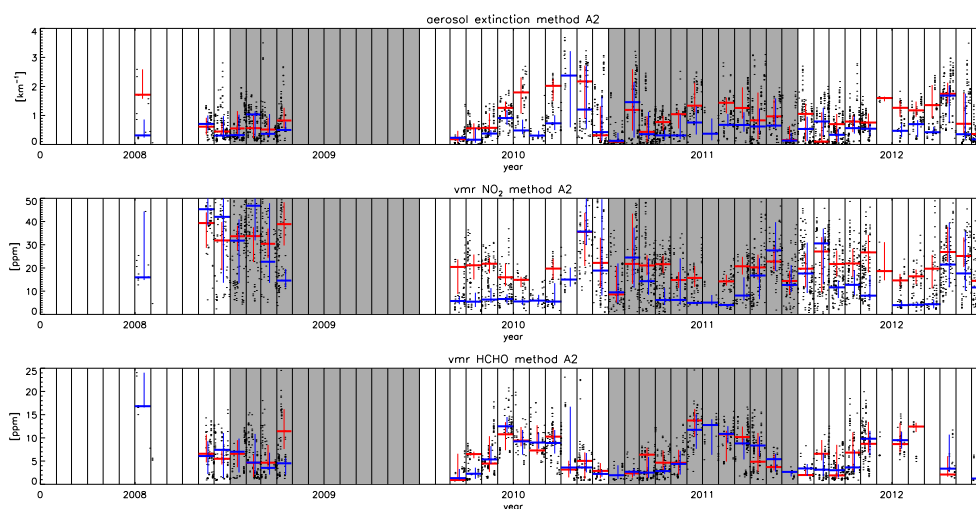 aerosol extinction method A2
4
3
2
1
0
[km⁻¹]
0 2008 2009 2010 2011 2012
year
vmr NO₂ method A2
50
40
30
20
10
0
[ppm]
0 2008 2009 2010 2011 2012
year
vmr HCHO method A2
25
20
15
10
5
0
[ppm]
0 2008 2009 2010 2011 2012
year